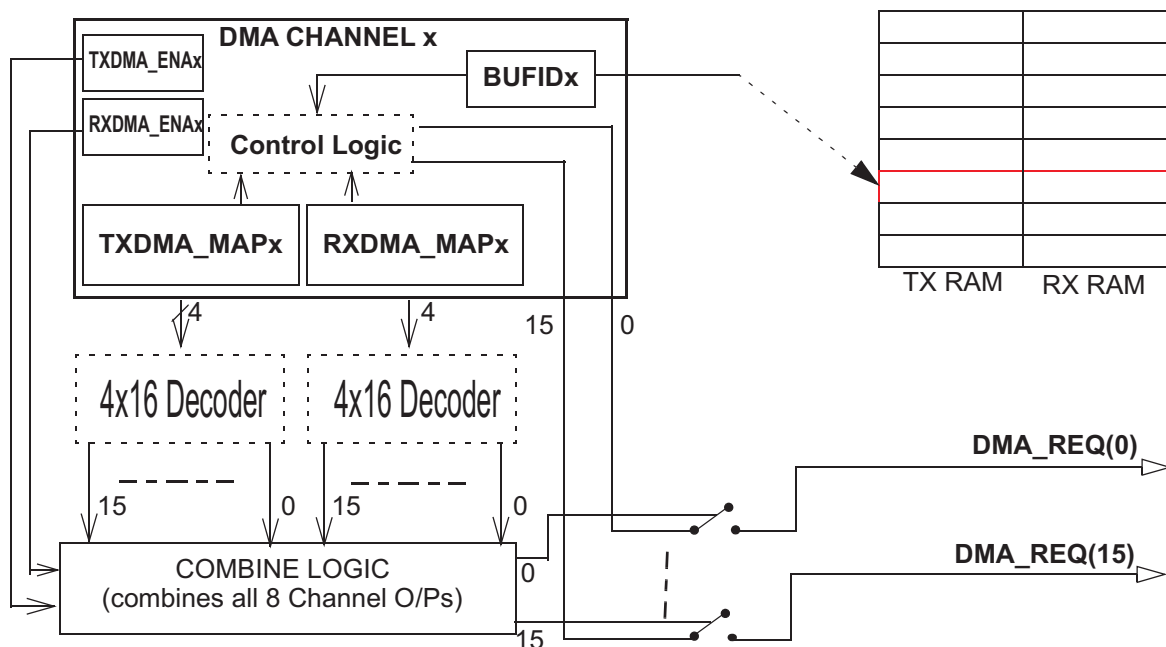 DMA CHANNEL x
TXDMA_ENAx
BUFIDx
RXDMA_ENAx
Control Logic
TXDMA_MAPx
RXDMA_MAPx
TX RAM
RX RAM
4
4
15
0
4x16 Decoder
4x16 Decoder
DMA_REQ(0)
15
0
15
0
COMBINE LOGIC
(combines all 8 Channel O/Ps)
0
DMA_REQ(15)
15